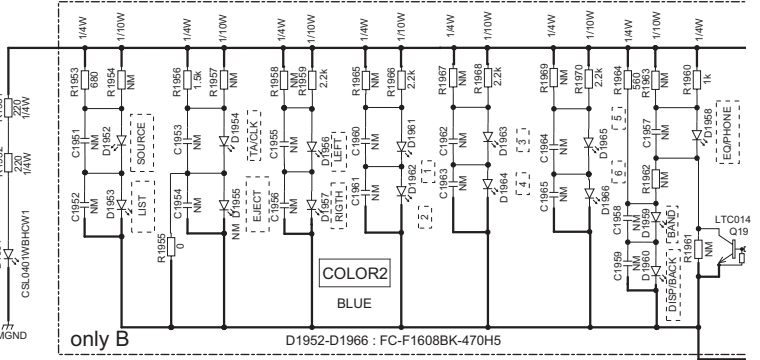 1/4W
1/10W
1/4W
1/10W
1/4W
1/10W
1/4W
1/10W
1/4W
1/10W
1/4W
1/10W
1/4W
1/10W
1/10W
220
1/4W
220
1/4W
CSL0401WBHCW1
MGND
R1953
680
R1954
NM
C1951
NM
D1952
SOURCE
C1952
NM
D1953
LIST
R1956
1.5k
R1957
NM
C1953
NM
D1954
TA/CLK
C1954
NM
D1955
NM
EJECT
R1955
0
R1958
NM
R1959
2.2k
C1955
NM
D1956
LEFT
C1956
NM
D1957
RIGTH
R1965
NM
R1966
2.2k
C1960
NM
D1961
1
C1961
NM
D1962
2
R1967
NM
R1968
2.2k
C1962
NM
D1963
3
C1963
NM
D1964
4
R1969
NM
R1970
2.2k
C1964
NM
D1965
5
C1965
NM
D1966
6
R1964
560
R1963
NM
C1957
NM
R1962
NM
C1958
NM
D1959
BAND
C1959
NM
D1960
DISP/BACK
R1960
1k
D1958
EQ/PHONE
R1961
NM
LTC014
Q19
COLOR2
BLUE
only B
D1952-D1966 : FC-F1608BK-470H5